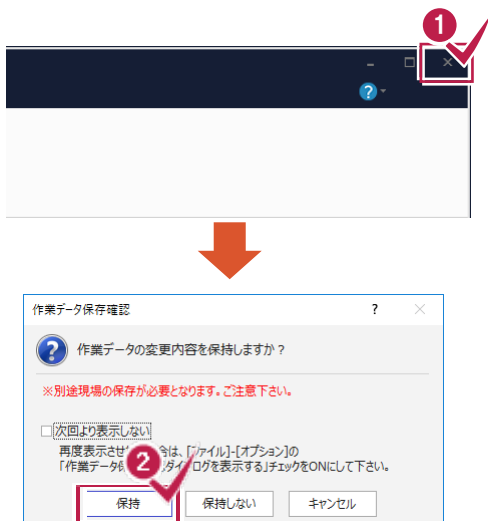 1
?
作業データ保存確認 ?
作業データの変更内容を保持しますか?
※別途現場の保存が必要となります。ご注意下さい。
次回より表示しない
再度表示させ 合は、[ファイル]-[オプション]の
「作業データ ダイアログを表示する」チェックをONにして下さい。
2
保持 保持しない キャンセル